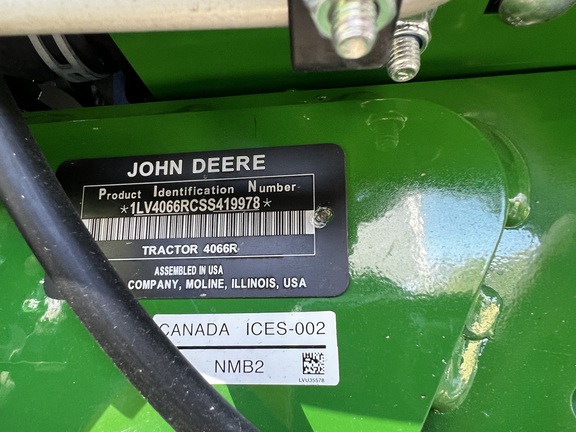 JOHN DEERE
Product Identification Number
*1LV4066RCSS419978*
TRACTOR 4066R
ASSEMBLED IN USA
COMPANY, MOLINE, ILLINOIS, USA
CANADA ICES-002
NMB2
LVU35578